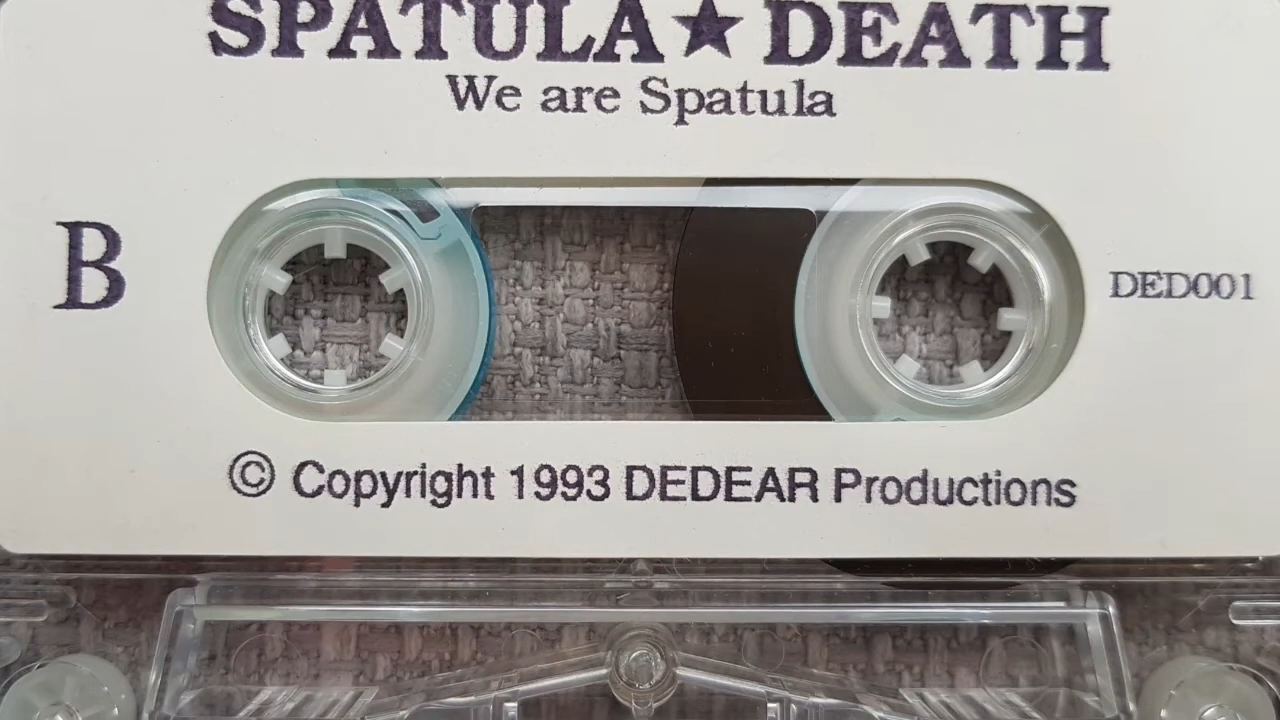 SPATULA★DEATH
We are Spatula
B
DED001
© Copyright 1993 DEDEAR Productions